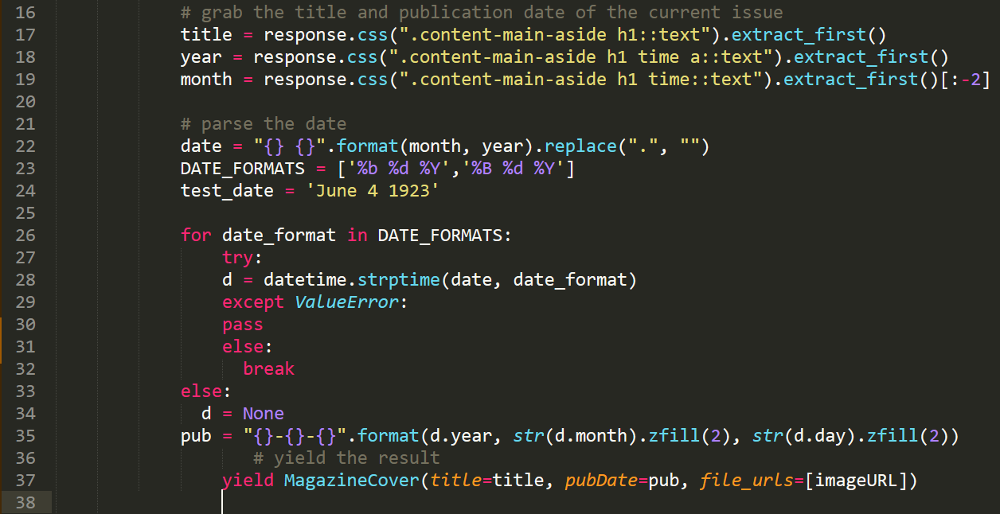 16 # grab the title and publication date of the current issue
17 title = response.css(".content-main-aside h1::text").extract_first()
18 year = response.css(".content-main-aside h1 time a::text").extract_first()
19 month = response.css(".content-main-aside h1 time::text").extract_first()[:-2]
20
21 # parse the date
22 date = "{} {}".format(month, year).replace(".", "")
23 DATE_FORMATS = ['%b %d %Y','%B %d %Y']
24 test_date = 'June 4 1923'
25
26 for date_format in DATE_FORMATS:
27 try:
28 d = datetime.strptime(date, date_format)
29 except ValueError:
30 pass
31 else:
32 break
33 else:
34 d = None
35 pub = "{}-{}-{}".format(d.year, str(d.month).zfill(2), str(d.day).zfill(2))
36 # yield the result
37 yield MagazineCover(title=title, pubDate=pub, file_urls=[imageURL])
38